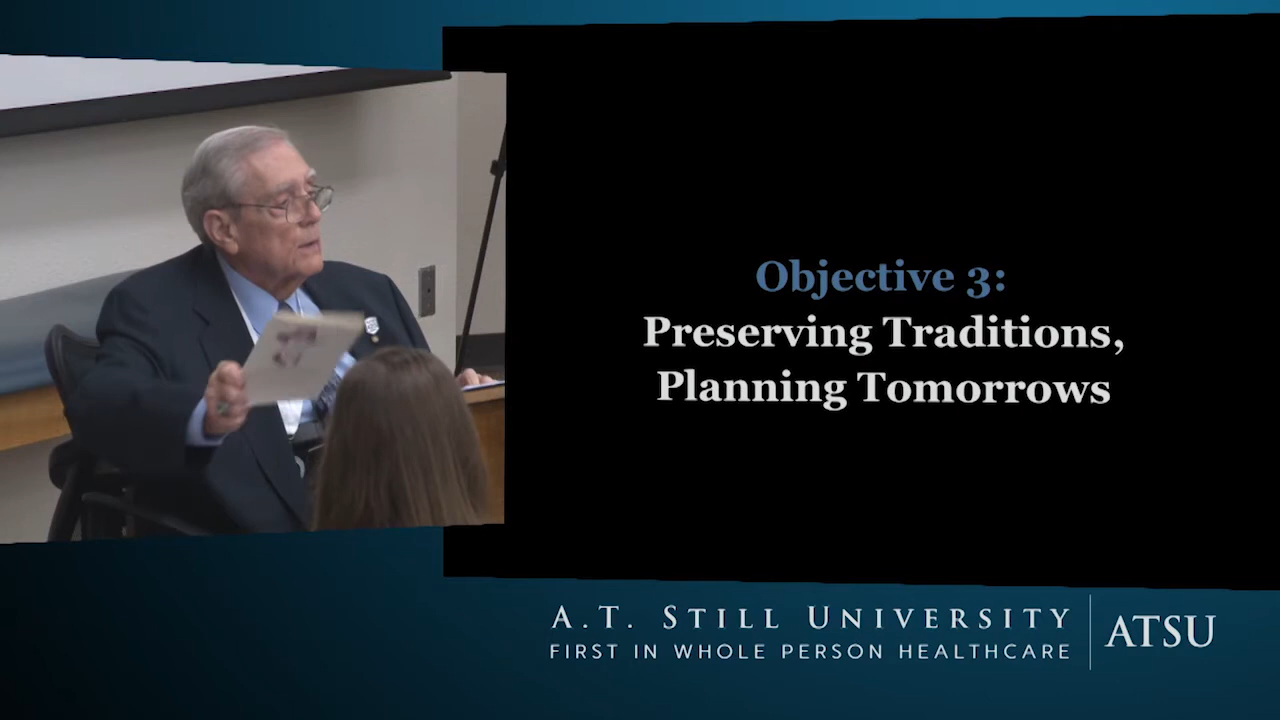 Objective 3:
Preserving Traditions,
Planning Tomorrows
A.T. STILL UNIVERSITY
FIRST IN WHOLE PERSON HEALTHCARE
ATSU